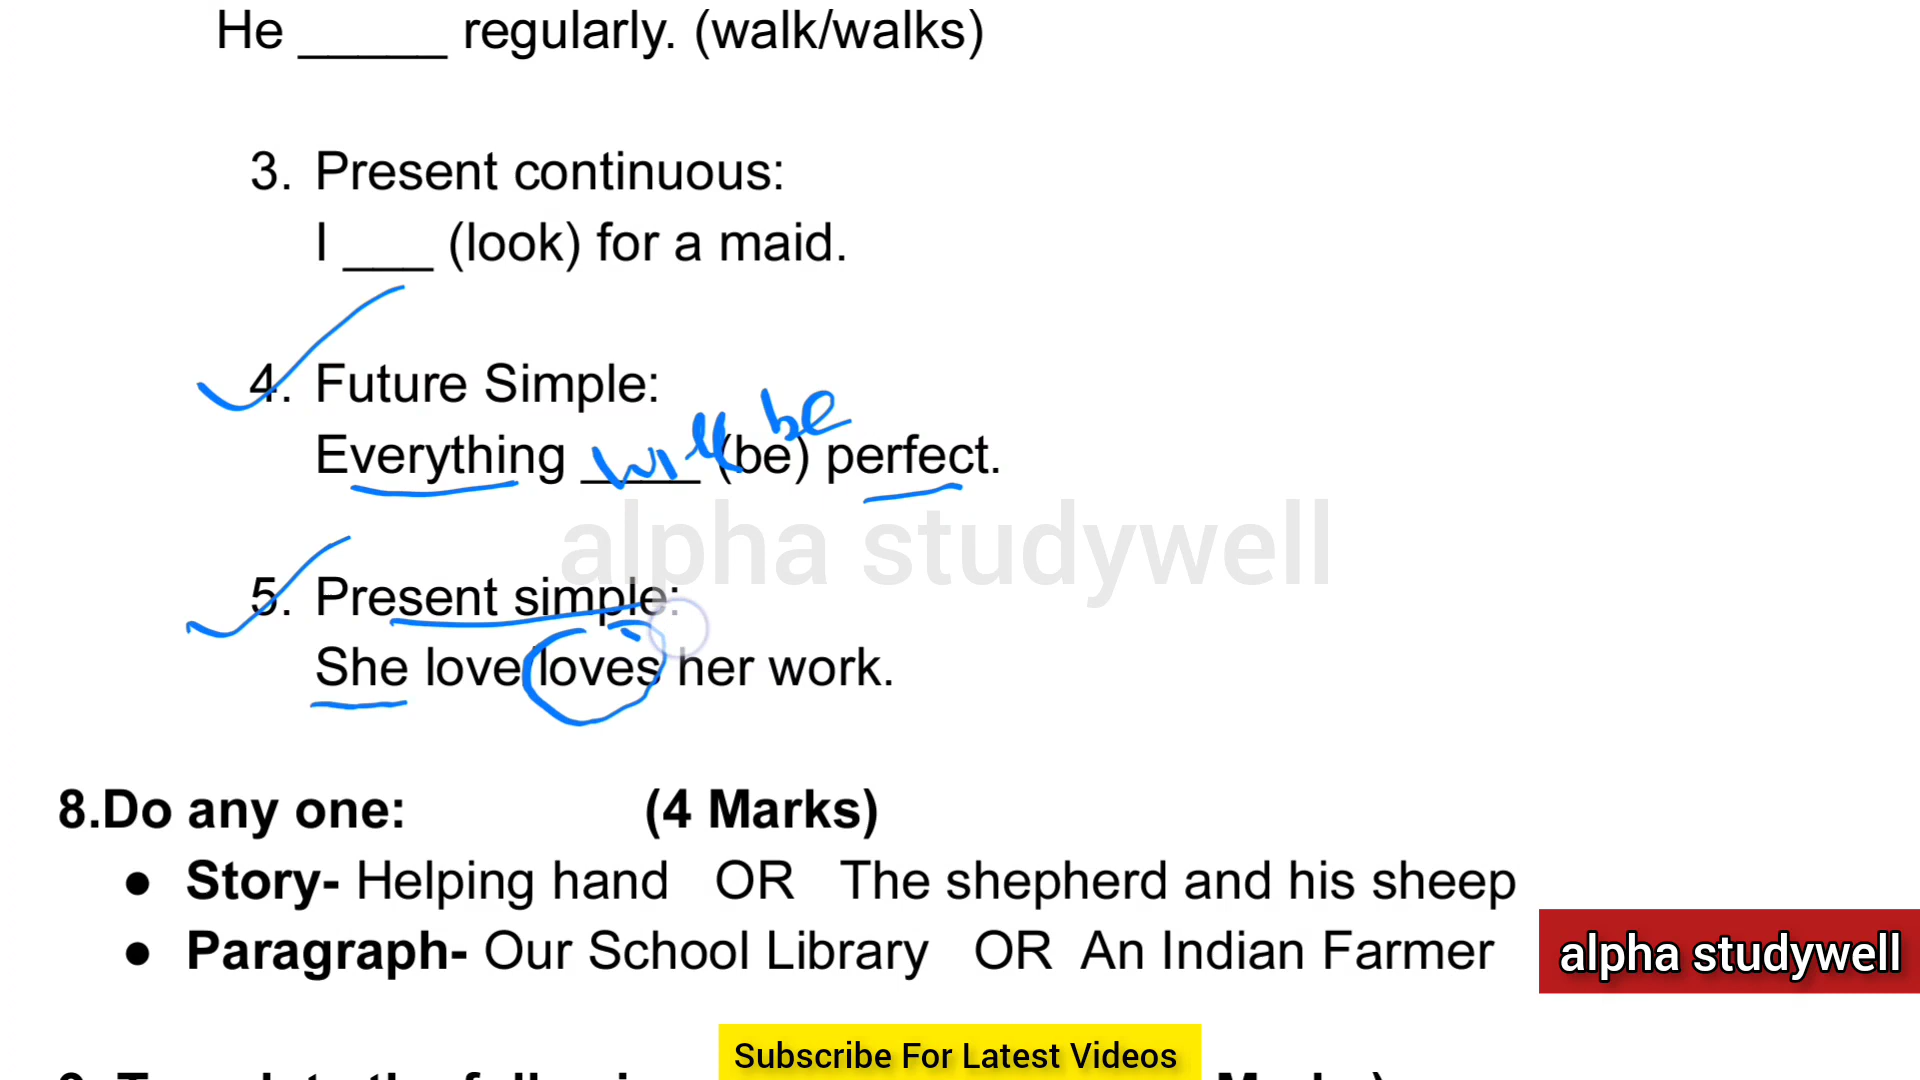 He _____ regularly. (walk/walks)
3. Present continuous:
I ___ (look) for a maid.
4. Future Simple:
be
Everything ____ will (be) perfect.
alpha studywell
5. Present simple:
She love loves her work.
8.Do any one: (4 Marks)
● Story- Helping hand OR The shepherd and his sheep
● Paragraph- Our School Library OR An Indian Farmer
alpha studywell
Subscribe For Latest Videos